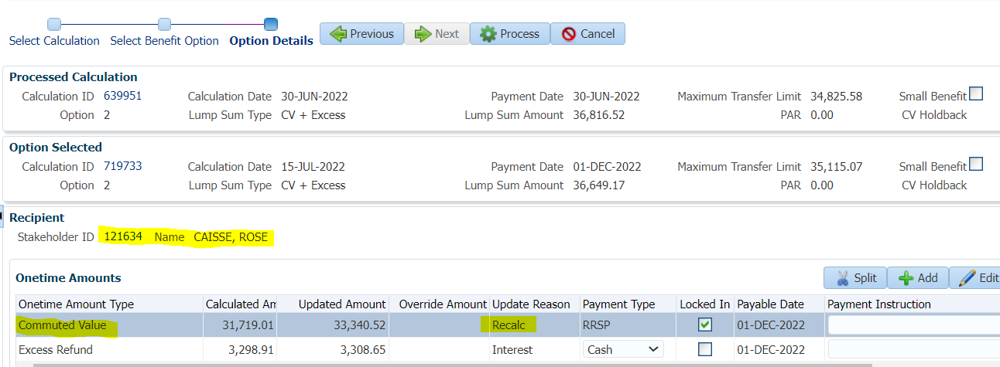 Select Calculation Select Benefit Option Option Details Previous Next Process Cancel
Processed Calculation
Calculation ID 639951 Calculation Date 30-JUN-2022 Payment Date 30-JUN-2022 Maximum Transfer Limit 34,825.58 Small Benefit
Option 2 Lump Sum Type CV + Excess Lump Sum Amount 36,816.52 PAR 0.00 CV Holdback
Option Selected
Calculation ID 719733 Calculation Date 15-JUL-2022 Payment Date 01-DEC-2022 Maximum Transfer Limit 35,115.07 Small Benefit
Option 2 Lump Sum Type CV + Excess Lump Sum Amount 36,649.17 PAR 0.00 CV Holdback
Recipient
Stakeholder ID 121634 Name CAISSE, ROSE
Onetime Amounts Split Add Edit
Onetime Amount Type Calculated Am Updated Amount Override Amount Update Reason Payment Type Locked In Payable Date Payment Instruction
Commuted Value 31,719.01 33,340.52 Recalc RRSP 01-DEC-2022
Excess Refund 3,298.91 3,308.65 Interest Cash 01-DEC-2022